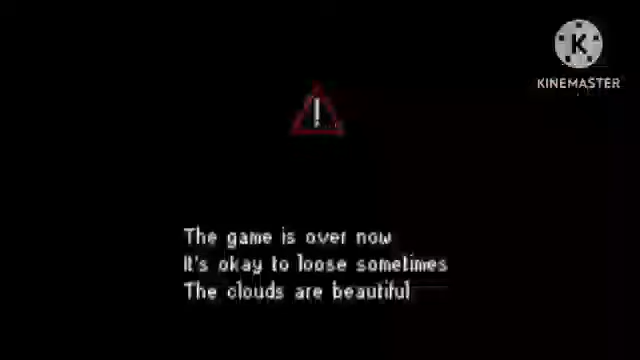 KINEMASTER
!
The game is over now
It's okay to loose sometimes
The clouds are beautiful